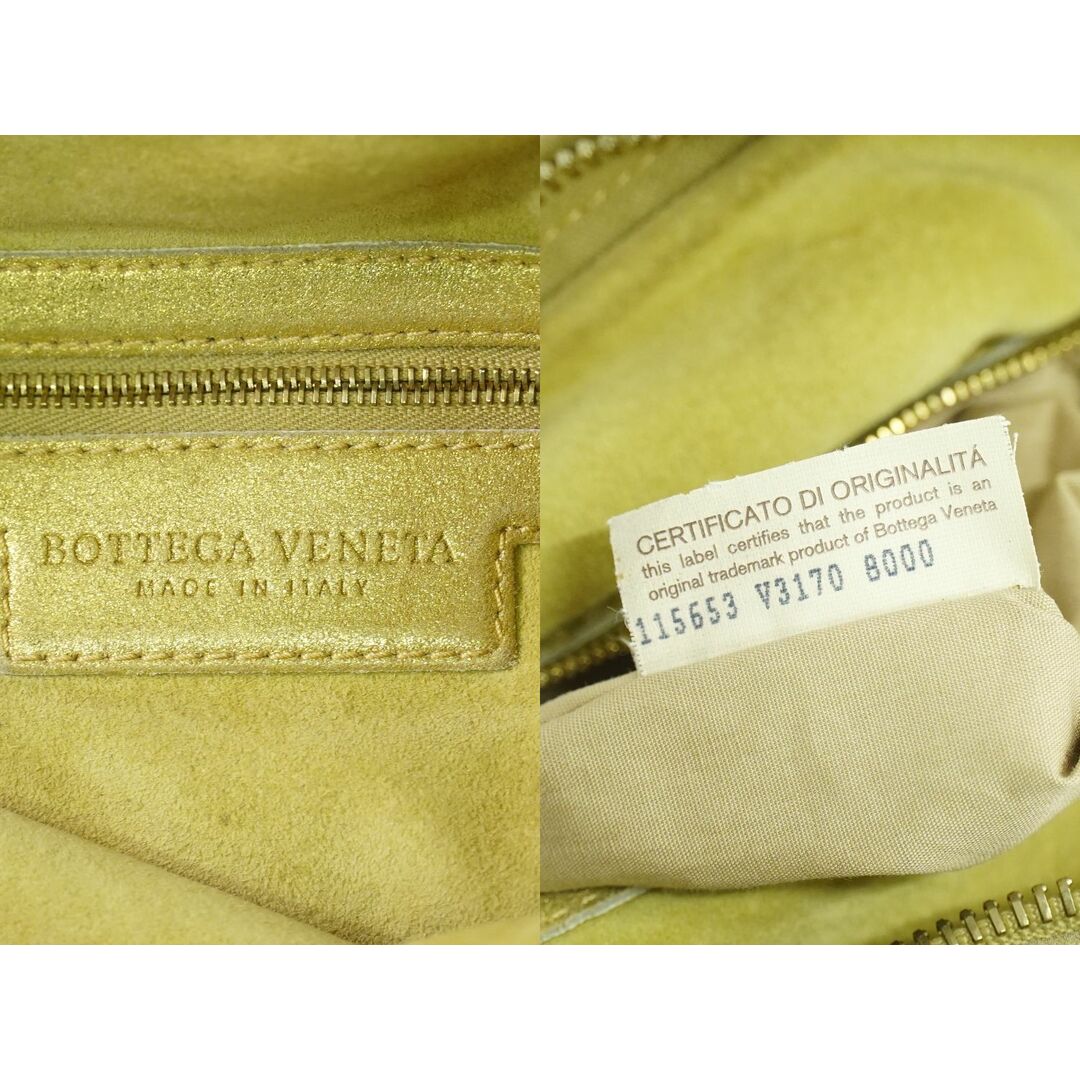 BOTTEGA VENETA
MADE IN ITALY
CERTIFICATO DI ORIGINALITÁ
this label certifies that the product is an
original trademark product of Bottega Veneta
115653 V3170 8000